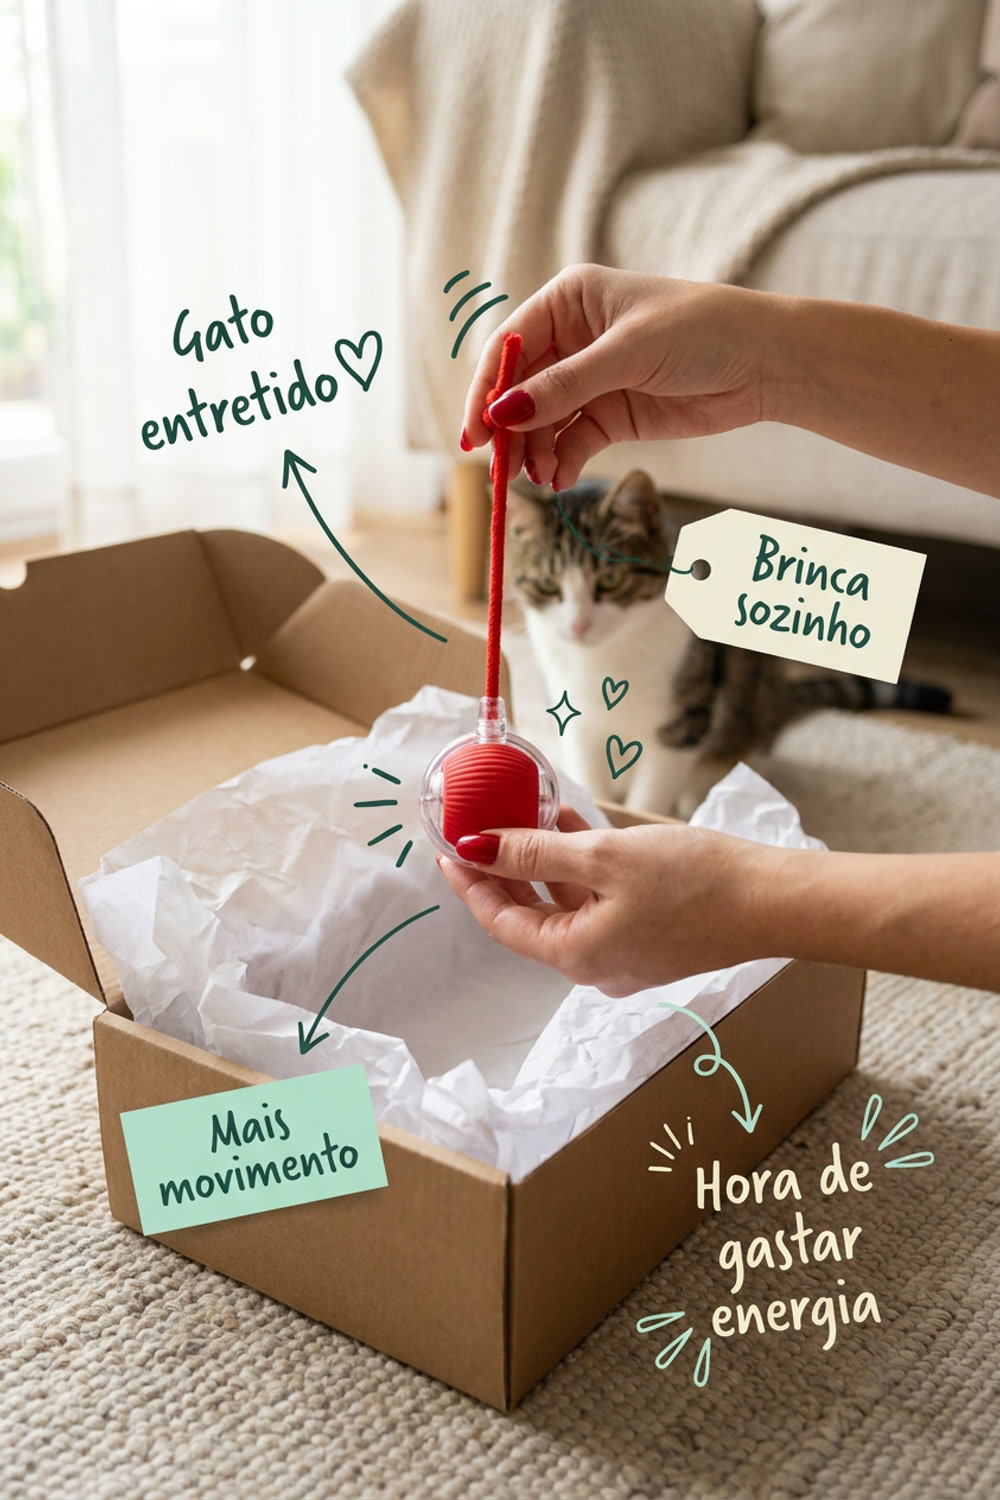 Gato
entretido
Brinca
sozinho
Mais
movimento
Hora de
gastar
energia